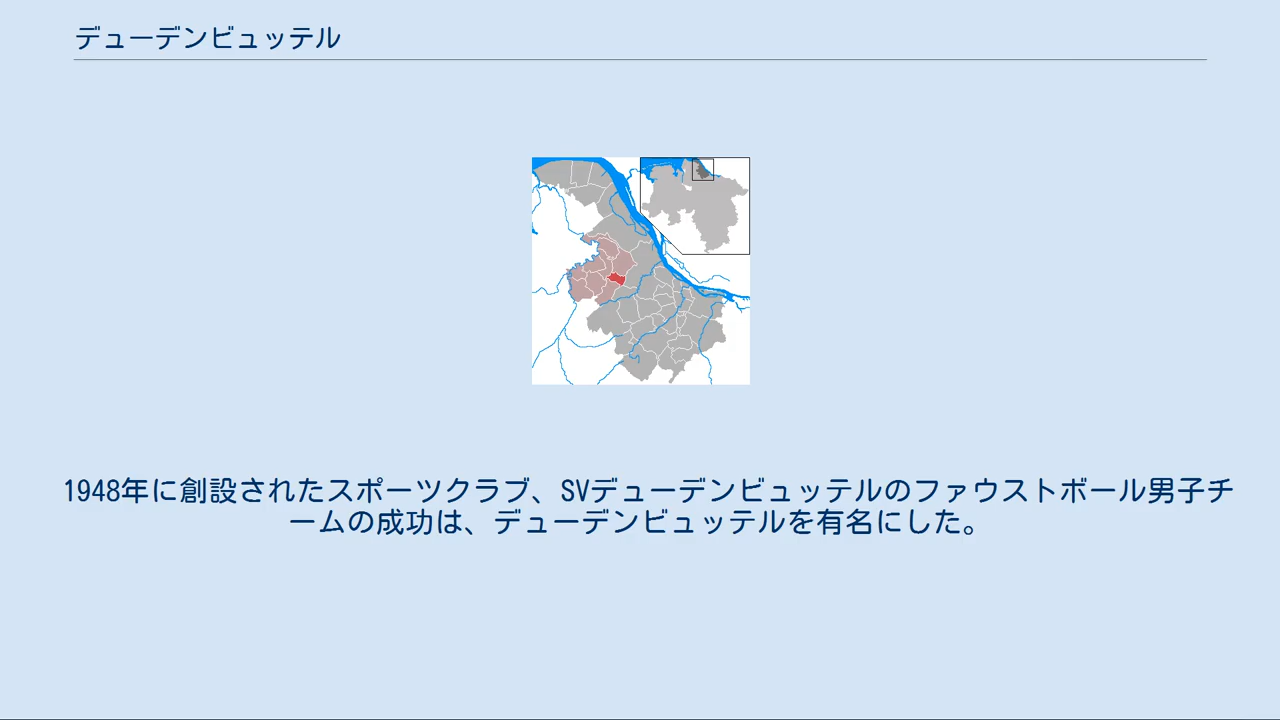 デューデンビュッテル
1948年に創設されたスポーツクラブ、SVデューデンビュッテルのファウストボール男子チ
ームの成功は、デューデンビュッテルを有名にした。